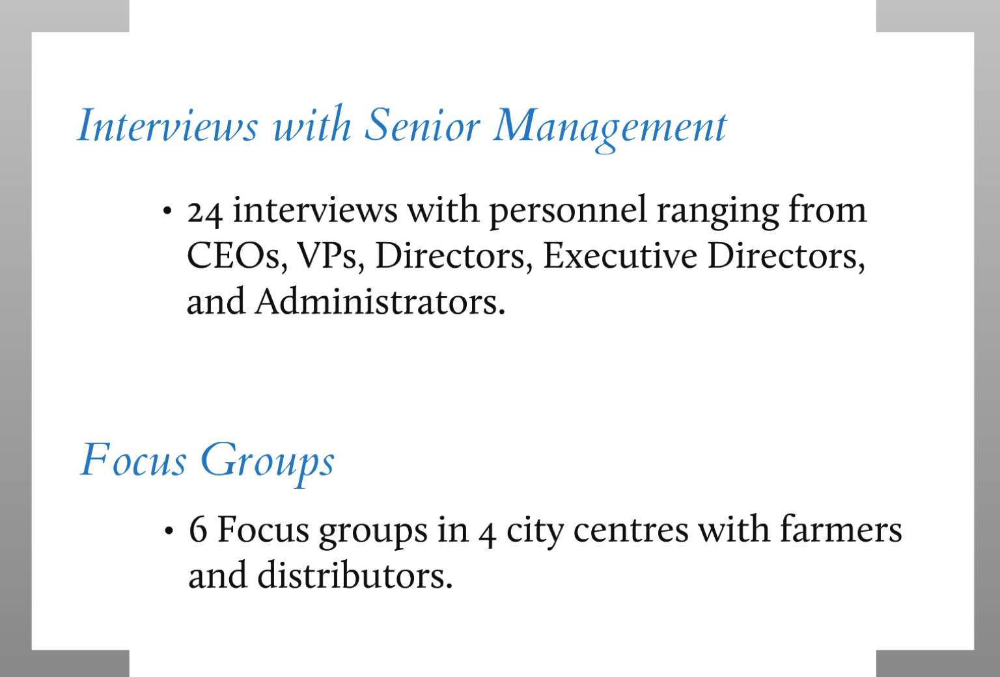 Interviews with Senior Management
• 24 interviews with personnel ranging from
CEOs, VPs, Directors, Executive Directors,
and Administrators.
Focus Groups
• 6 Focus groups in 4 city centres with farmers
and distributors.